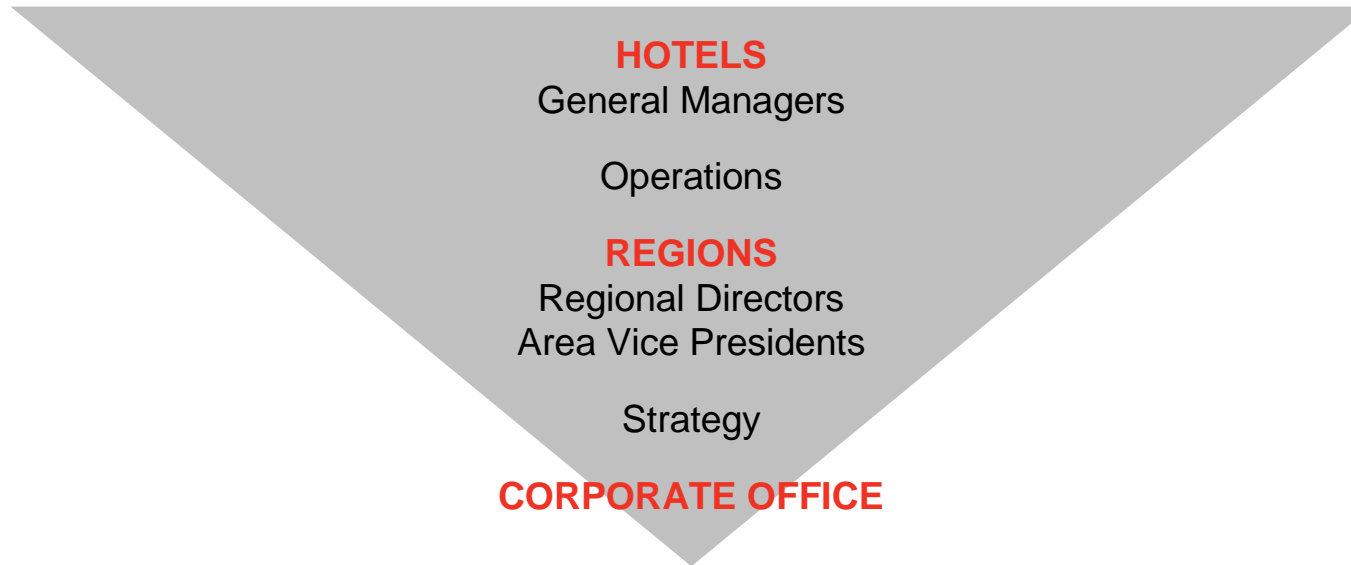 HOTELS
General Managers
Operations
REGIONS
Regional Directors
Area Vice Presidents
Strategy
CORPORATE OFFICE